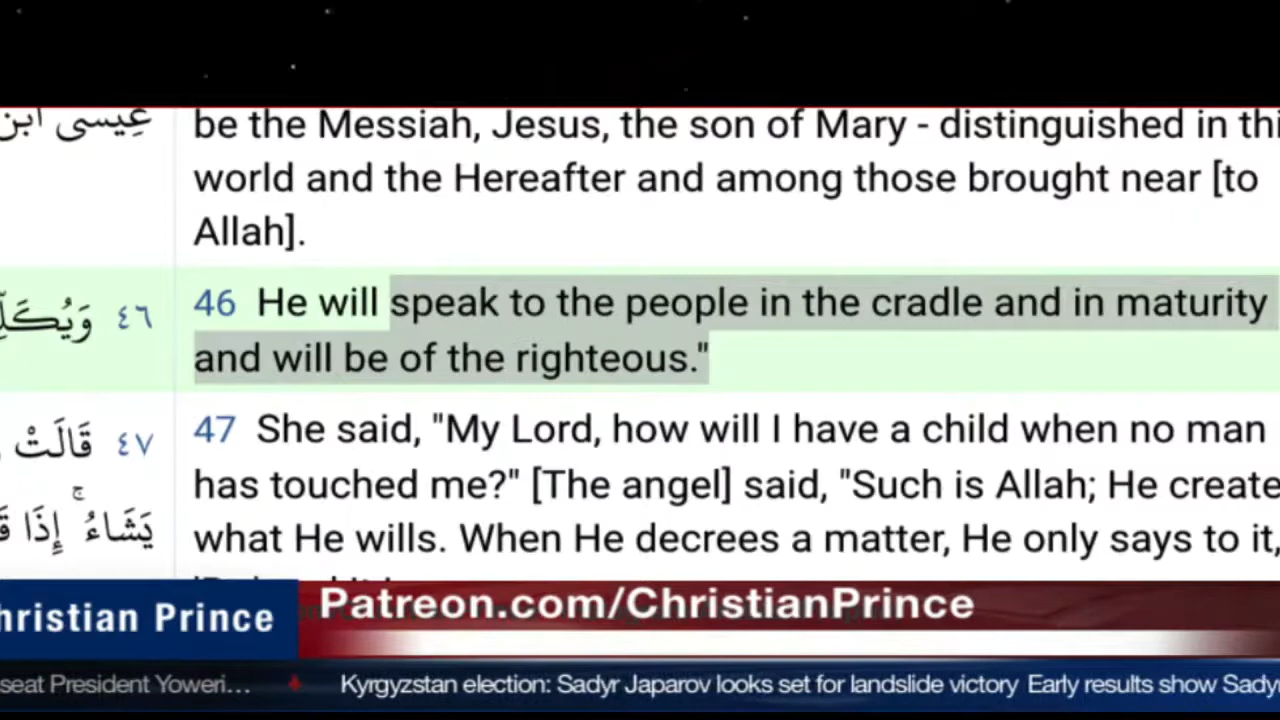 عِيسَى ابن
be the Messiah, Jesus, the son of Mary - distinguished in thi
world and the Hereafter and among those brought near [to
Allah].
٤٦ وَيُكَلِّ
46 He will speak to the people in the cradle and in maturity
and will be of the righteous."
٤٧ قَالَتْ
47 She said, "My Lord, how will I have a child when no man
has touched me?" [The angel] said, "Such is Allah; He create
يَشَاءُ ۚ إِذَا قَ
what He wills. When He decrees a matter, He only says to it,
hristian Prince
Patreon.com/ChristianPrince
seat President Yoweri... Kyrgyzstan election: Sadyr Japarov looks set for landslide victory Early results show Sady